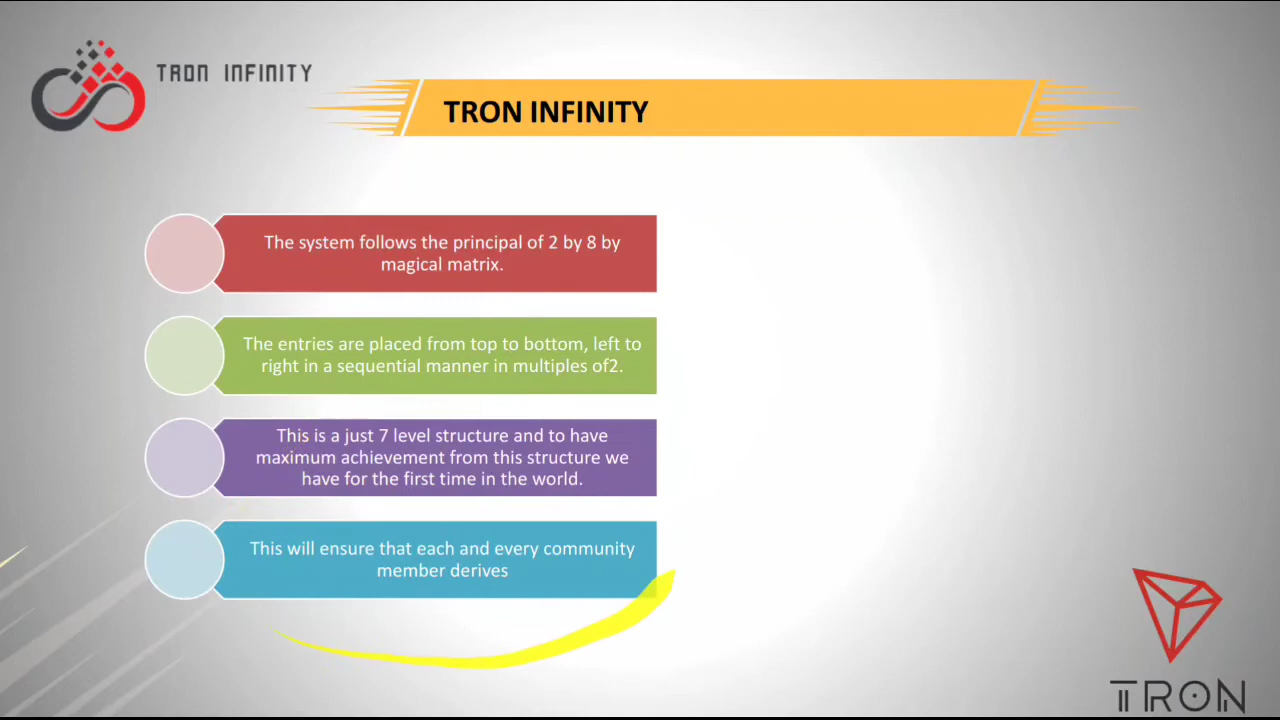 TRON INFINITY
TRON INFINITY
The system follows the principal of 2 by 8 by
magical matrix.
The entries are placed from top to bottom, left to
right in a sequential manner in multiples of2.
This is a just 7 level structure and to have
maximum achievement from this structure we
have for the first time in the world.
This will ensure that each and every community
member derives
TRON